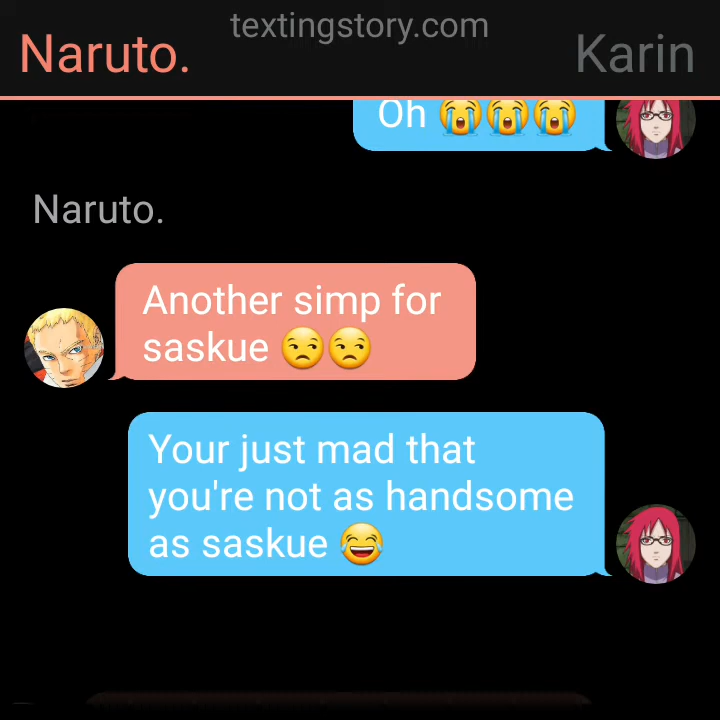 textingstory.com
Naruto.
Karin
Oh 😭😭😭
Naruto.
Another simp for
saskue 😒😒
Your just mad that
you're not as handsome
as saskue 😂